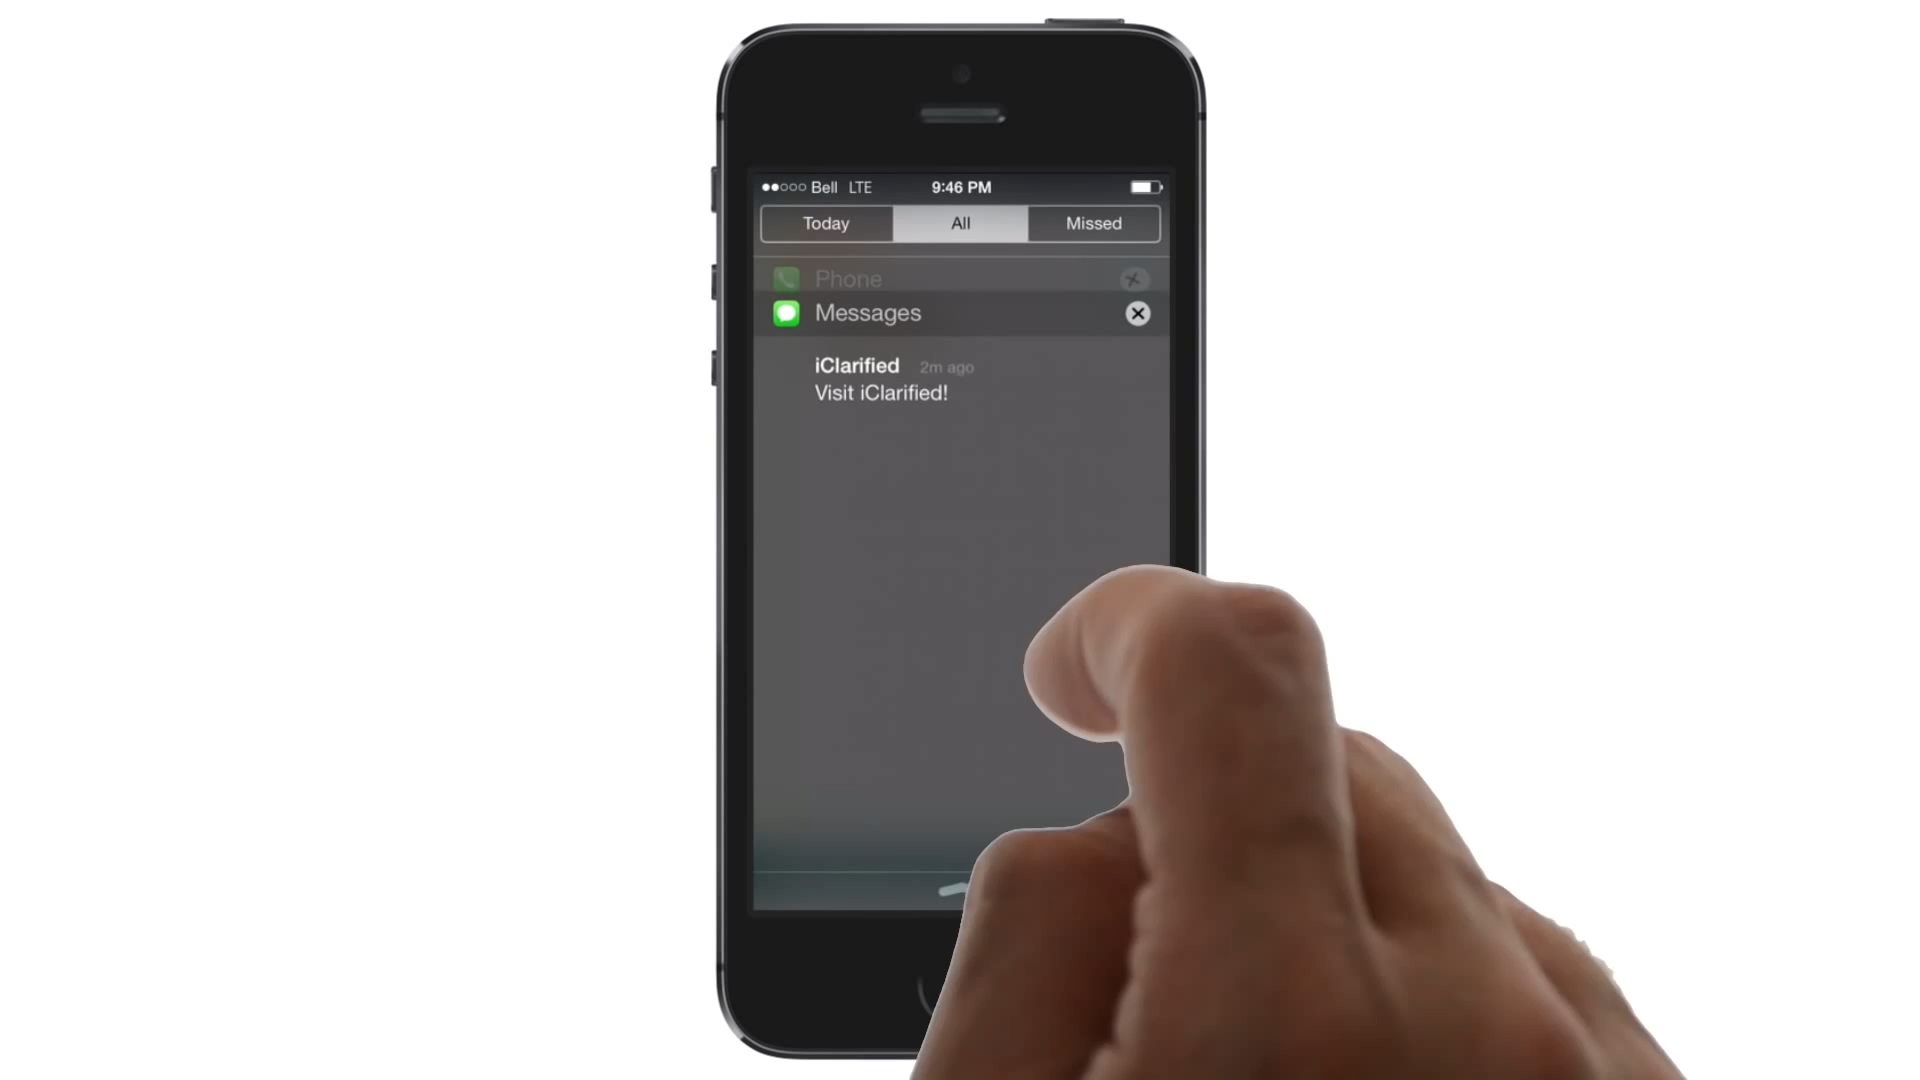 Bell LTE 9:46 PM
Today All Missed
Phone
Messages
iClarified 2m ago
Visit iClarified!